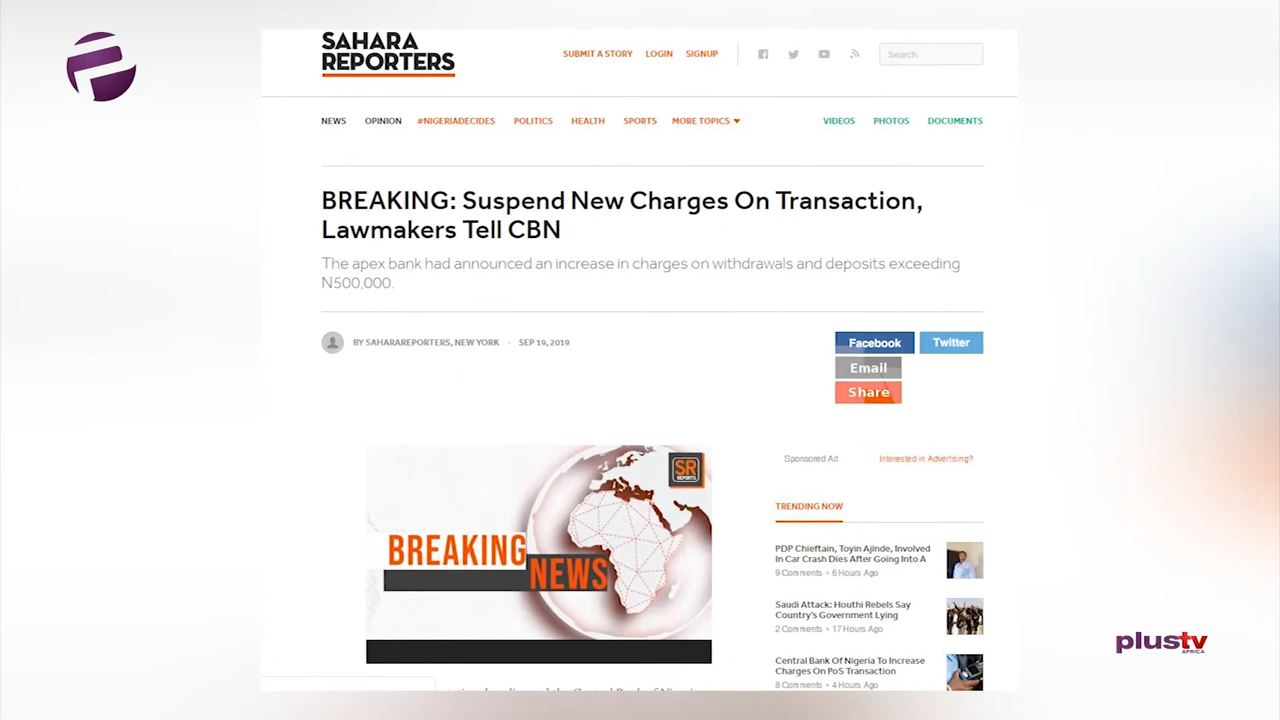 SAHARA
REPORTERS
SUBMIT A STORY LOGIN SIGNUP
Search
NEWS OPINION #NIGERIADECIDES POLITICS HEALTH SPORTS MORE TOPICS
VIDEOS PHOTOS DOCUMENTS
BREAKING: Suspend New Charges On Transaction,
Lawmakers Tell CBN
The apex bank had announced an increase in charges on withdrawals and deposits exceeding
N500,000.
BY SAHARAREPORTERS, NEW YORK · SEP 19, 2019
Facebook Twitter
Email
Share
SR
REPORTS
BREAKING
NEWS
Sponsored Ad Interested in Advertising?
TRENDING NOW
PDP Chieftain, Toyin Ajinde, Involved
In Car Crash Dies After Going Into A
9 Comments • 6 Hours Ago
Saudi Attack: Houthi Rebels Say
Country's Government Lying
2 Comments • 17 Hours Ago
Central Bank Of Nigeria To Increase
Charges On PoS Transaction
8 Comments • 4 Hours Ago
plustv
AFRICA